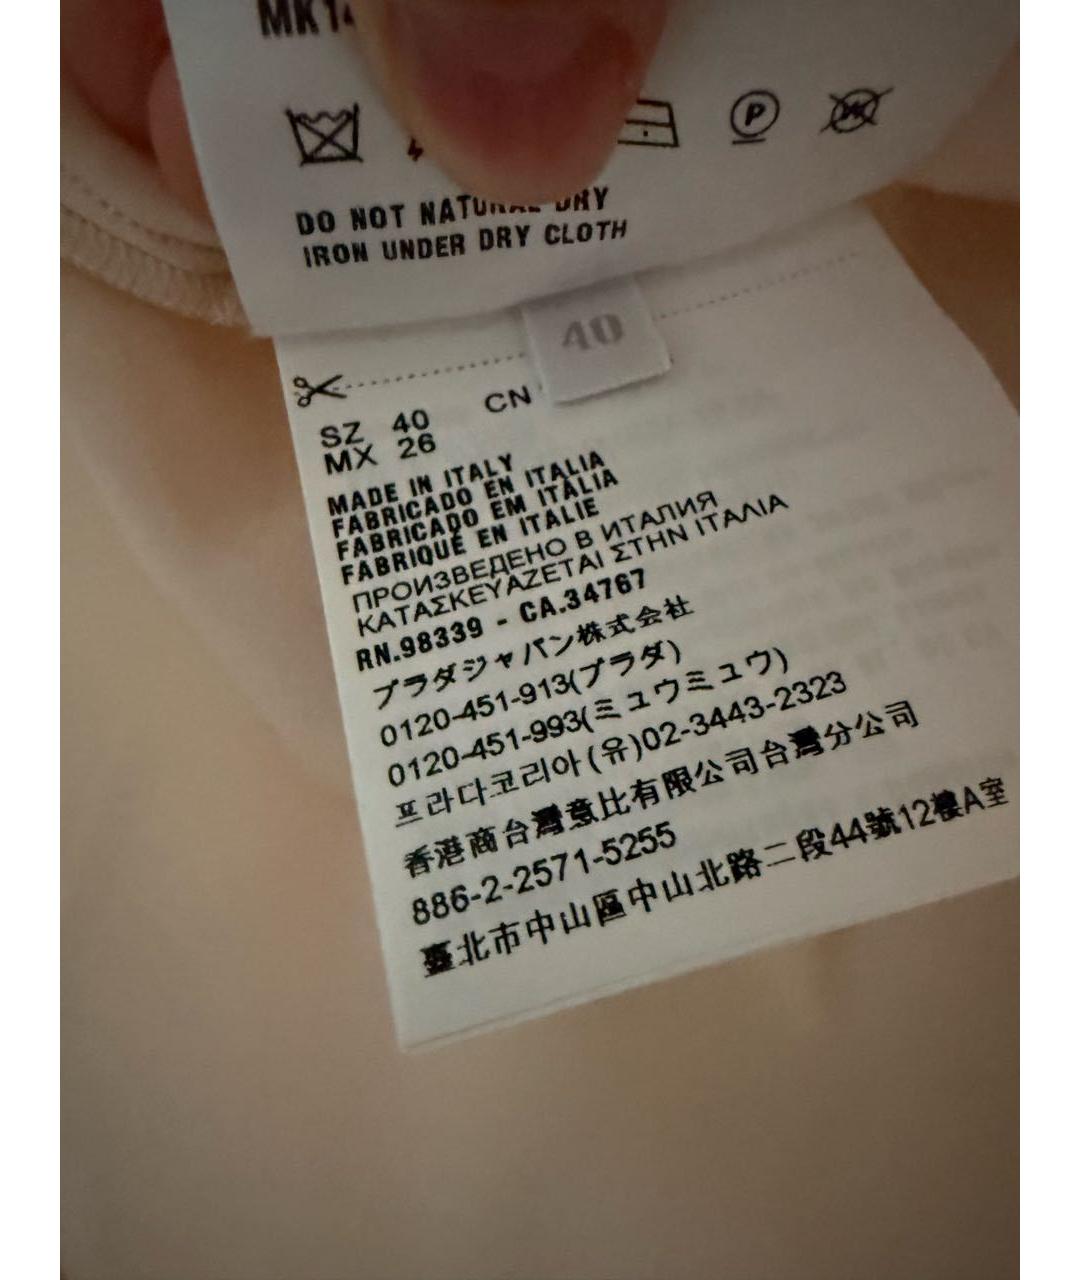 DO NOT NATURAL DRY
IRON UNDER DRY CLOTH
40
SZ 40 CN
MX 26
MADE IN ITALY
FABRICADO EN ITALIA
FABRICADO EM ITÁLIA
FABRIQUÉ EN ITALIE
ПРОИЗВЕДЕНО В ИТАЛИЯ
ΚΑΤΑΣΚΕΥΑΖΕΤΑΙ ΣΤΗΝ ΙΤΑΛΙΑ
RN.98339 - CA.34767
プラダジャパン株式会社
0120-451-913(プラダ)
0120-451-993(ミュウミュウ)
프라다코리아(유)02-3443-2323
香港商台灣意比有限公司台灣分公司
886-2-2571-5255
臺北市中山區中山北路二段44號12樓A室